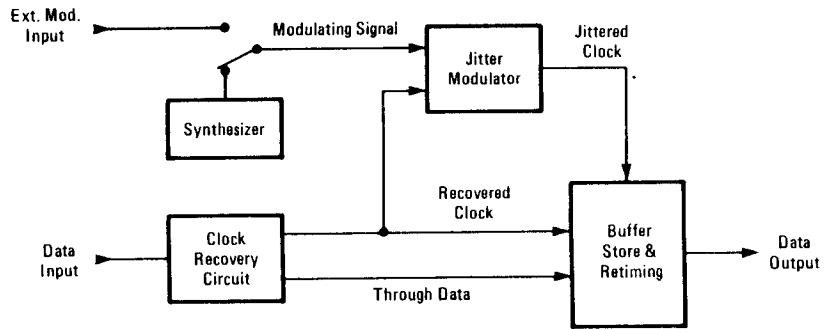 Ext. Mod.
Input
Modulating Signal
Jitter
Modulator
Jittered
Clock
Synthesizer
Recovered
Clock
Data
Input
Clock
Recovery
Circuit
Through Data
Buffer
Store &
Retiming
Data
Output